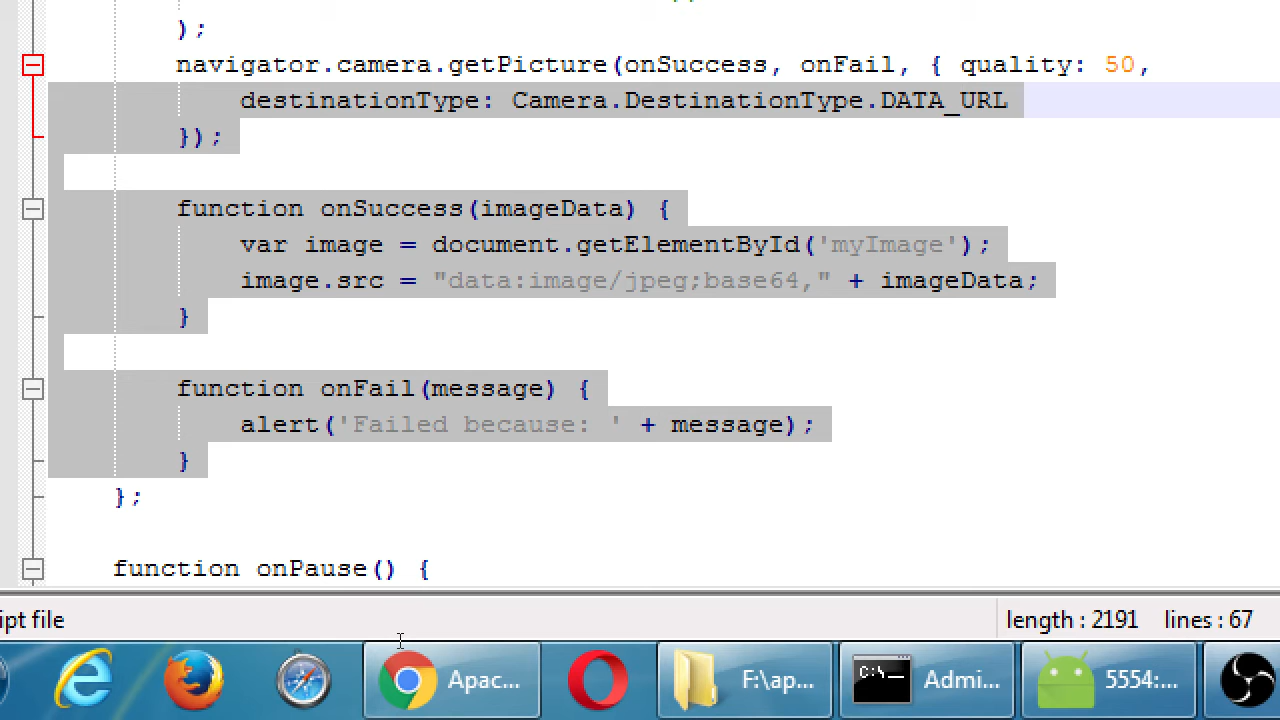 );
navigator.camera.getPicture(onSuccess, onFail, { quality: 50,
destinationType: Camera.DestinationType.DATA_URL
});
function onSuccess(imageData) {
var image = document.getElementById('myImage');
image.src = "data:image/jpeg;base64," + imageData;
}
function onFail(message) {
alert('Failed because: ' + message);
}
};
function onPause() {
ipt file length : 2191 lines : 67
Apac... F:\ap... C:\ Admi... 5554:...